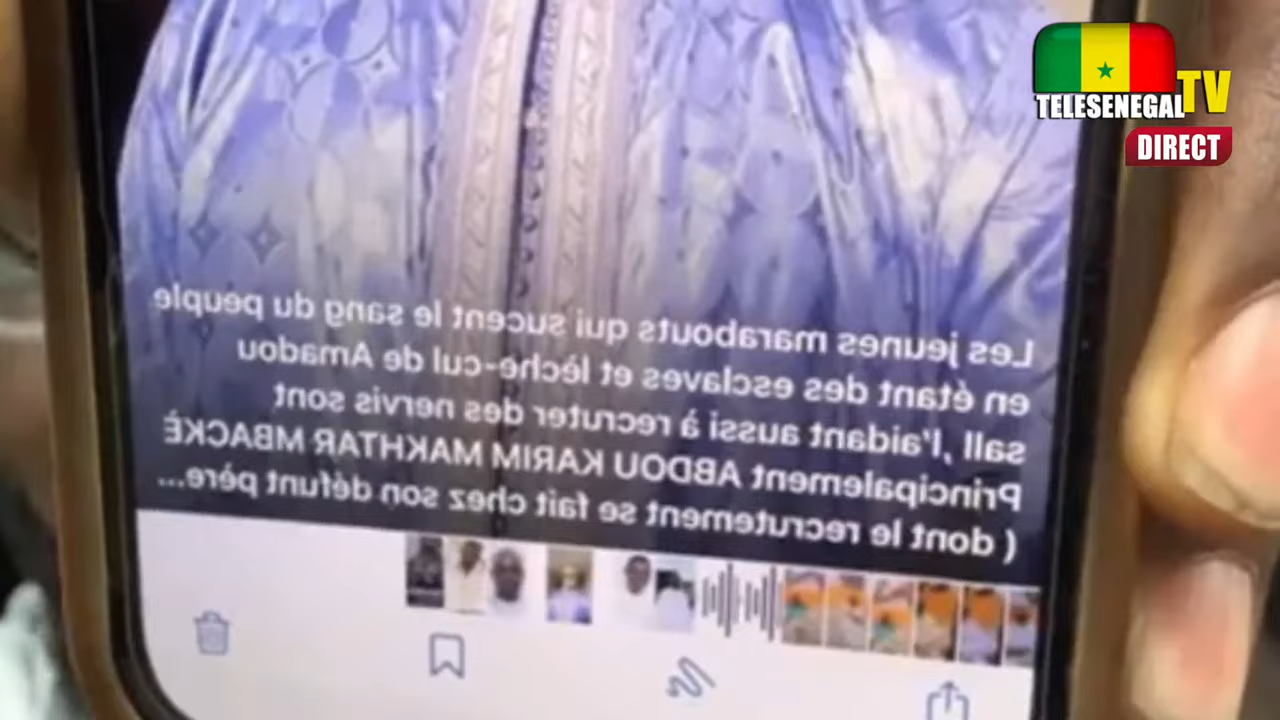 TELESENEGAL TV
DIRECT
Les jeunes marabouts qui sucent le sang du peuple
en étant des esclaves et lèche-cul de Amadou
sall ,l'aidant aussi à recruter des nervis sont
Principqalement ABDOU KARIM MAKHTAR MBACKÈ
( dont le recrutement se fait chez son défunt père...